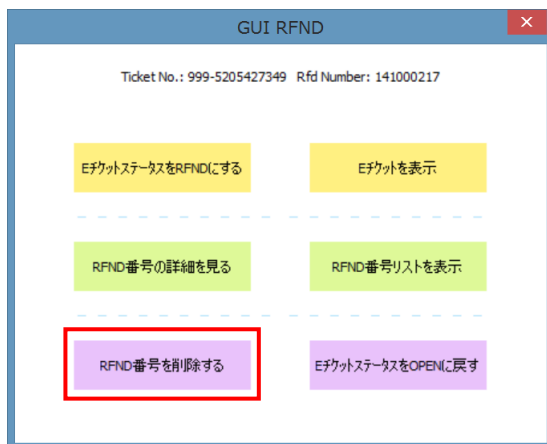 GUI RFND
Ticket No.: 999-5205427349 Rfd Number: 141000217
EチケットステータスをRFNDにする
Eチケットを表示
RFND番号の詳細を見る
RFND番号リストを表示
RFND番号を削除する
EチケットステータスをOPENに戻す